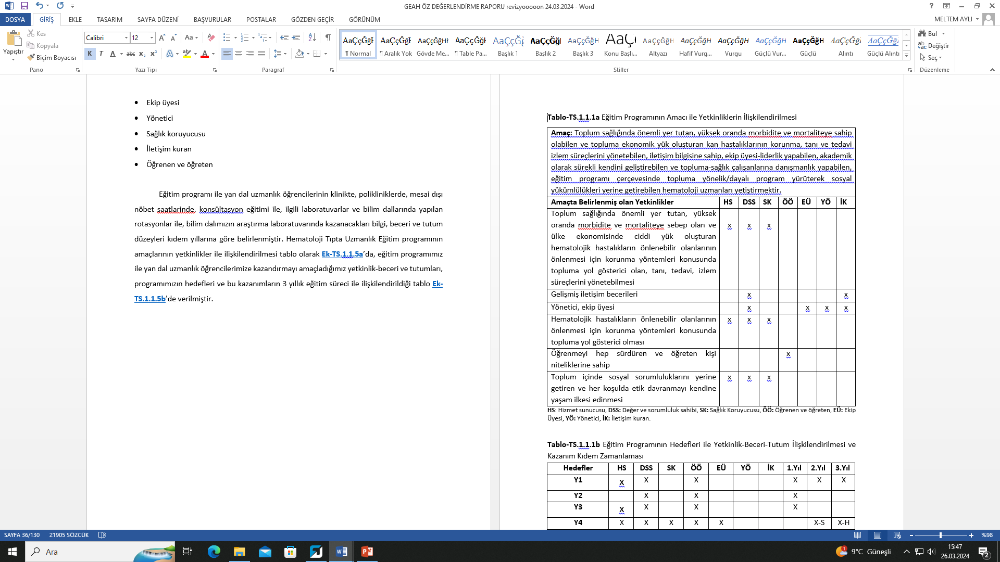 GEAH ÖZ DEĞERLENDİRME RAPORU revizyooooon 24.03.2024 - Word
DOSYA GİRİŞ EKLE TASARIM SAYFA DÜZENİ BAŞVURULAR POSTALAR GÖZDEN GEÇİR GÖRÜNÜM
MELTEM AYLI
Yapıştır
Kes
Kopyala
Biçim Boyacısı
Calibri 12
K T A abc x₂ x²
¶ Normal ¶ Aralık Yok Gövde Me... ¶ Table Pa... Başlık 1 Başlık 2 Başlık 3 Konu Başlı... Altyazı Hafif Vurg... Vurgu Güçlü Vur... Güçlü Alıntı Güçlü Alıntı
Bul
Değiştir
Seç
Pano Yazı Tipi Paragraf Stiller Düzenleme
• Ekip üyesi
• Yönetici
• Sağlık koruyucusu
• İletişim kuran
• Öğrenen ve öğreten
Eğitim programı ile yan dal uzmanlık öğrencilerinin klinikte, polikliniklerde, mesai dışı
nöbet saatlerinde, konsültasyon eğitimi ile, ilgili laboratuvarlar ve bilim dallarında yapılan
rotasyonlar ile, bilim dalımızın araştırma laboratuvarında kazanacakları bilgi, beceri ve tutum
düzeyleri kıdem yıllarına göre belirlenmiştir. Hematoloji Tıpta Uzmanlık Eğitim programının
amaçlarının yetkinlikler ile ilişkilendirilmesi tablo olarak Ek-TS.1.1.5a’da, eğitim programımız
ile yan dal uzmanlık öğrencilerimize kazandırmayı amaçladığımız yetkinlik-beceri ve tutumları,
programımızın hedefleri ve bu kazanımların 3 yıllık eğitim süreci ile ilişkilendirildiği tablo Ek-
TS.1.1.5b’de verilmiştir.
Tablo-TS.1.1.1a Eğitim Programının Amacı ile Yetkinliklerin İlişkilendirilmesi
Amaç: Toplum sağlığında önemli yer tutan, yüksek oranda morbidite ve mortaliteye sahip
olabilen ve topluma ekonomik yük oluşturan kan hastalıklarının korunma, tanı ve tedavi
izlem süreçlerini yönetebilen, iletişim bilgisine sahip, ekip üyesi-liderlik yapabilen, akademik
olarak sürekli kendini geliştirebilen ve topluma-sağlık çalışanlarına danışmanlık yapabilen,
eğitim programı çerçevesinde topluma yönelik/dayalı program yürüterek sosyal
yükümlülükleri yerine getirebilen hematoloji uzmanları yetiştirmektir.
Amaçta Belirlenmiş olan Yetkinlikler HS DSS SK ÖÖ EÜ YÖ İK
Toplum sağlığında önemli yer tutan, yüksek
oranda morbidite ve mortaliteye sebep olan ve x x x
ülke ekonomisinde ciddi yük oluşturan
hematolojik hastalıkların önlenebilir olanlarının
önlenmesi için korunma yöntemleri konusunda
topluma yol gösterici olan, tanı, tedavi, izlem
süreçlerini yönetebilmesi
Gelişmiş iletişim becerileri x x
Yönetici, ekip üyesi x x x x
Hematolojik hastalıkların önlenebilir olanlarının x x x
önlenmesi için korunma yöntemleri konusunda
topluma yol gösterici olması
Öğrenmeyi hep sürdüren ve öğreten kişi x
niteliklerine sahip
Toplum içinde sosyal sorumluluklarını yerine x x x
getiren ve her koşulda etik davranmayı kendine
yaşam ilkesi edinmesi
HS: Hizmet sunucusu, DSS: Değer ve sorumluluk sahibi, SK: Sağlık Koruyucusu, ÖÖ: Öğrenen ve öğreten, EÜ: Ekip
Üyesi, YÖ: Yönetici, İK: İletişim kuran.
Tablo-TS.1.1.1b Eğitim Programının Hedefleri ile Yetkinlik-Beceri-Tutum İlişkilendirilmesi ve
Kazanım Kıdem Zamanlaması
Hedefler HS DSS SK ÖÖ EÜ YÖ İK 1.Yıl 2.Yıl 3.Yıl
Y1 X X X X X X
Y2 X X X
Y3 X X X X
Y4 X X X X X X-S X-H
SAYFA 36/130 21905 SÖZCÜK %98
Ara
9°C Güneşli
15:47
26.03.2024
2